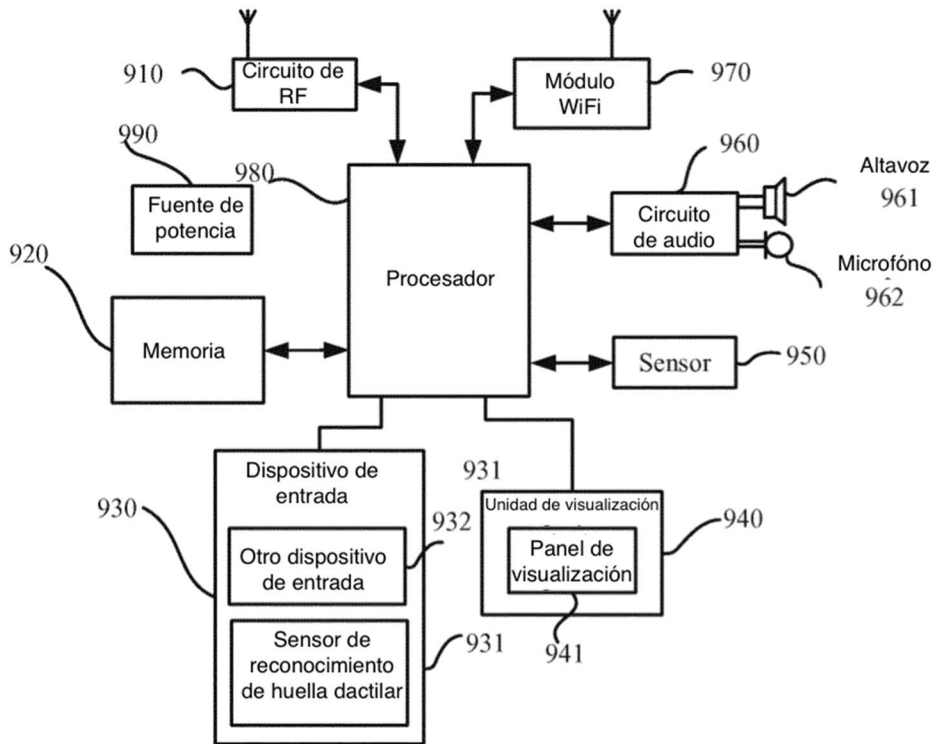 910
Circuito de
RF
Módulo
WiFi
970
990
980
960
Altavoz
961
Fuente de
potencia
Circuito
de audio
920
Procesador
Microfóno
962
Memoria
Sensor
950
Dispositivo de
entrada
931
Unidad de visualización
930
932
940
Otro dispositivo
de entrada
Panel de
visualización
Sensor de
reconocimiento
de huella dactilar
931
941